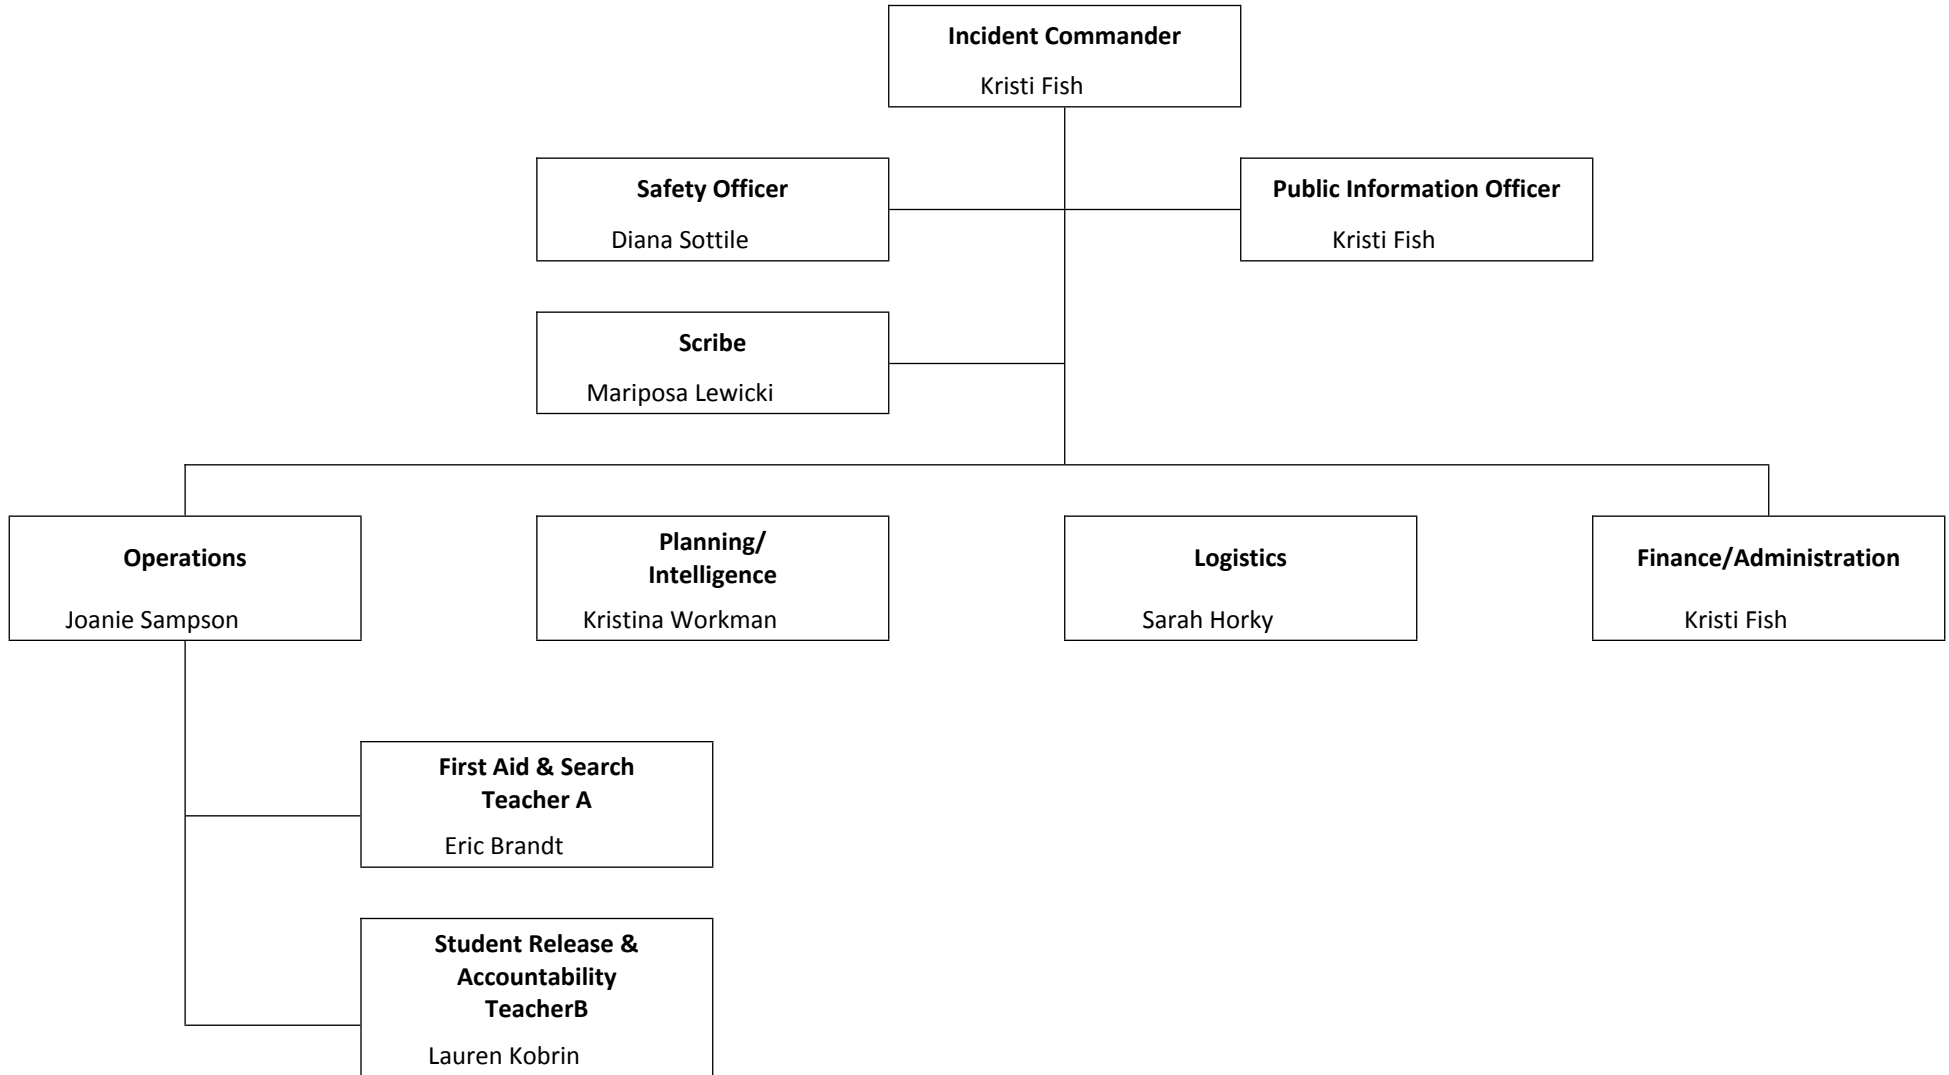 Incident Commander
Kristi Fish
Safety Officer
Diana Sottile
Public Information Officer
Kristi Fish
Scribe
Mariposa Lewicki
Operations
Joanie Sampson
Planning/
Intelligence
Kristina Workman
Logistics
Sarah Horky
Finance/Administration
Kristi Fish
First Aid & Search
Teacher A
Eric Brandt
Student Release &
Accountability
TeacherB
Lauren Kobrin